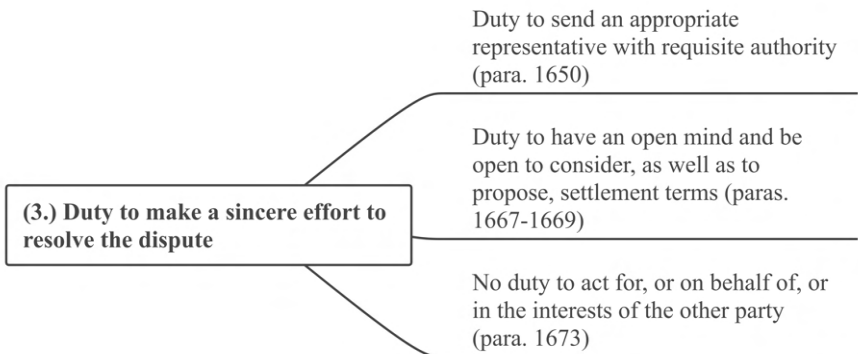 Duty to send an appropriate
representative with requisite authority
(para. 1650)
Duty to have an open mind and be
open to consider, as well as to
propose, settlement terms (paras.
1667-1669)
(3.) Duty to make a sincere effort to
resolve the dispute
No duty to act for, or on behalf of, or
in the interests of the other party
(para. 1673)